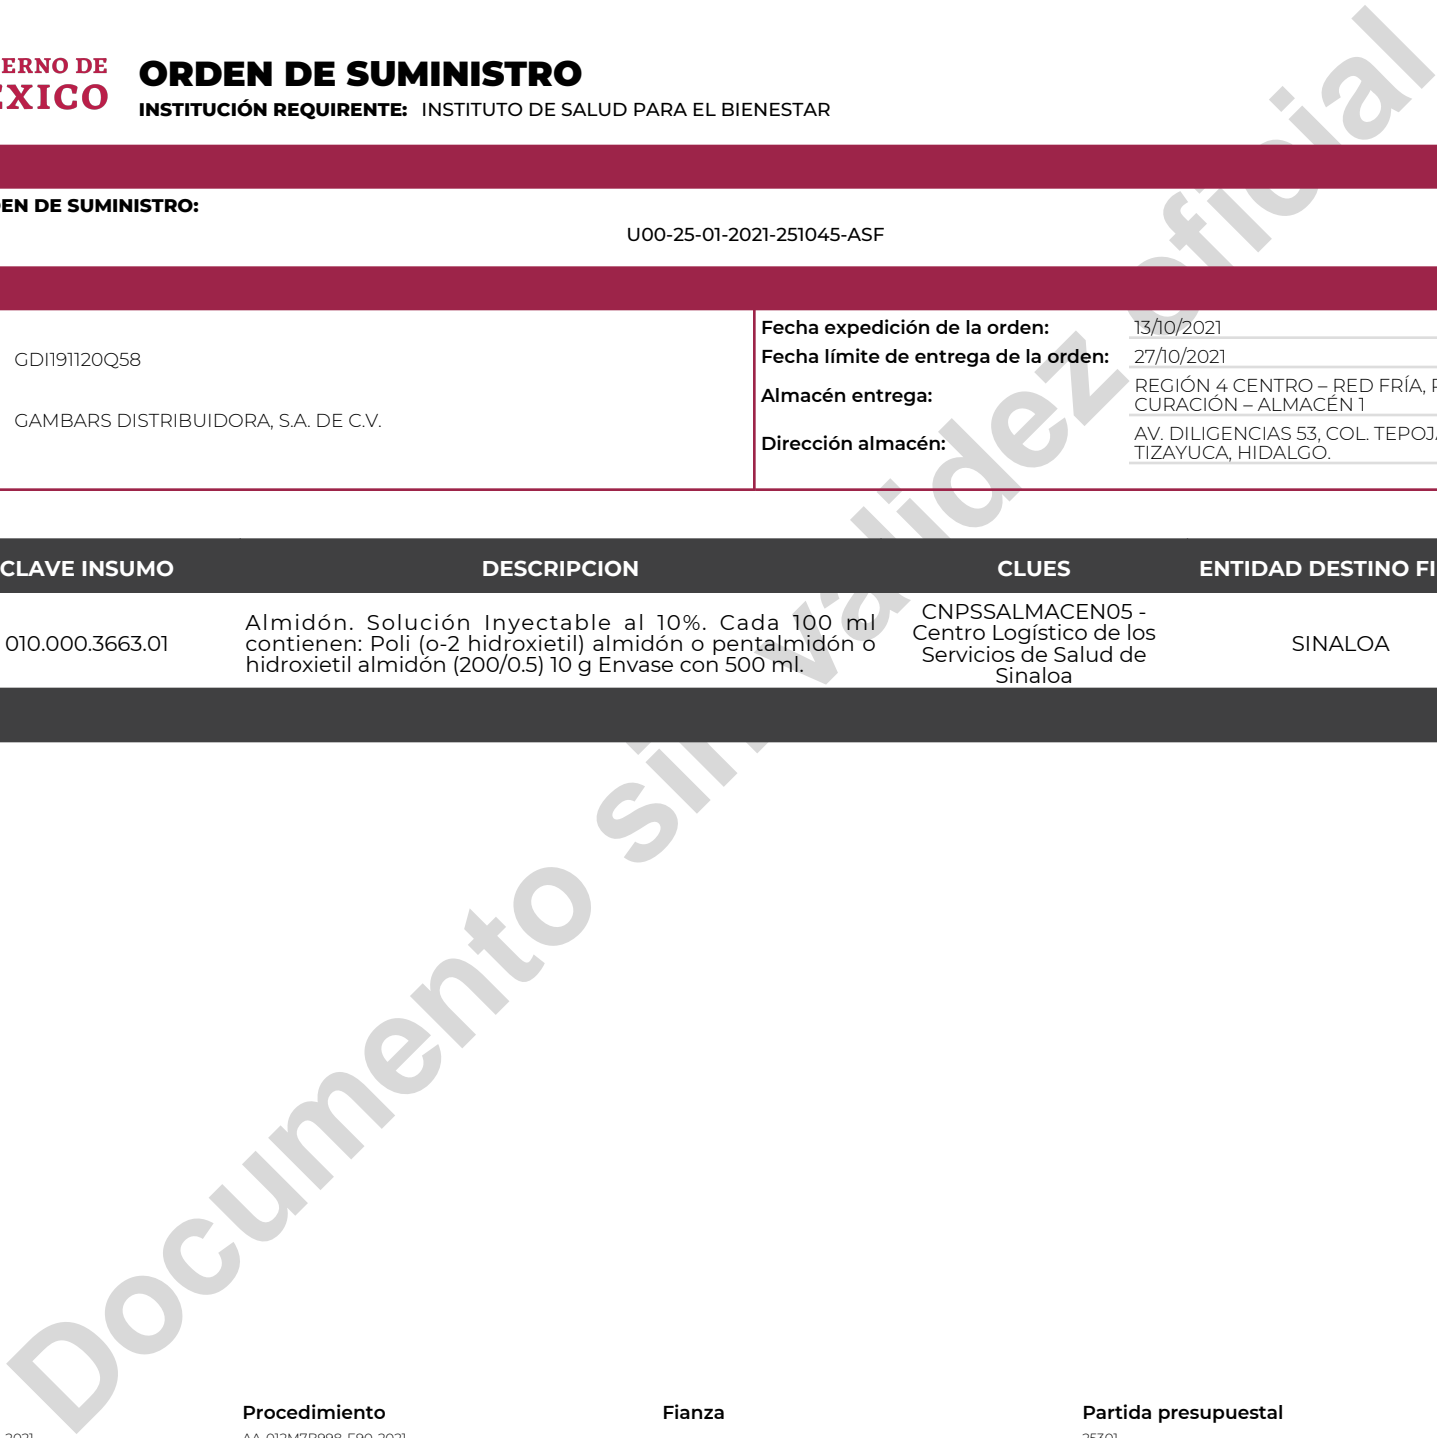 ERNO DE
ÉXICO
ORDEN DE SUMINISTRO
INSTITUCIÓN REQUIRENTE: INSTITUTO DE SALUD PARA EL BIENESTAR
EN DE SUMINISTRO:
U00-25-01-2021-251045-ASF
GDI191120Q58
GAMBARS DISTRIBUIDORA, S.A. DE C.V.
Fecha expedición de la orden: 13/10/2021
Fecha límite de entrega de la orden: 27/10/2021
Almacén entrega: REGIÓN 4 CENTRO – RED FRÍA,
CURACIÓN – ALMACÉN 1
Dirección almacén: AV. DILIGENCIAS 53, COL. TEPOJA
TIZAYUCA, HIDALGO.
CLAVE INSUMO DESCRIPCION CLUES ENTIDAD DESTINO FI
010.000.3663.01
Almidón. Solución Inyectable al 10%. Cada 100 ml
contienen: Poli (o-2 hidroxietil) almidón o pentalmidón o
hidroxietil almidón (200/0.5) 10 g Envase con 500 ml.
CNPSSALMACEN05 -
Centro Logístico de los
Servicios de Salud de
Sinaloa
SINALOA
Documento sin validez oficial
Procedimiento Fianza Partida presupuestal